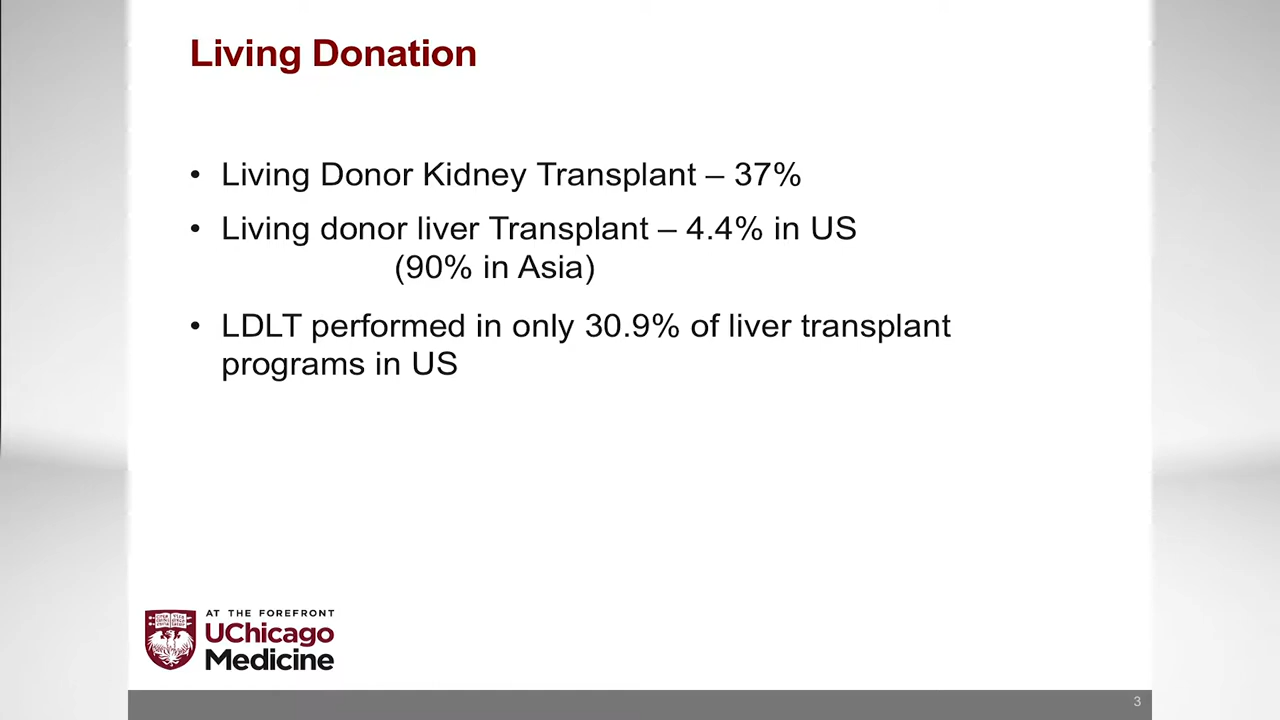 Living Donation
• Living Donor Kidney Transplant – 37%
• Living donor liver Transplant – 4.4% in US
(90% in Asia)
• LDLT performed in only 30.9% of liver transplant
programs in US
AT THE FOREFRONT
UChicago
Medicine
3